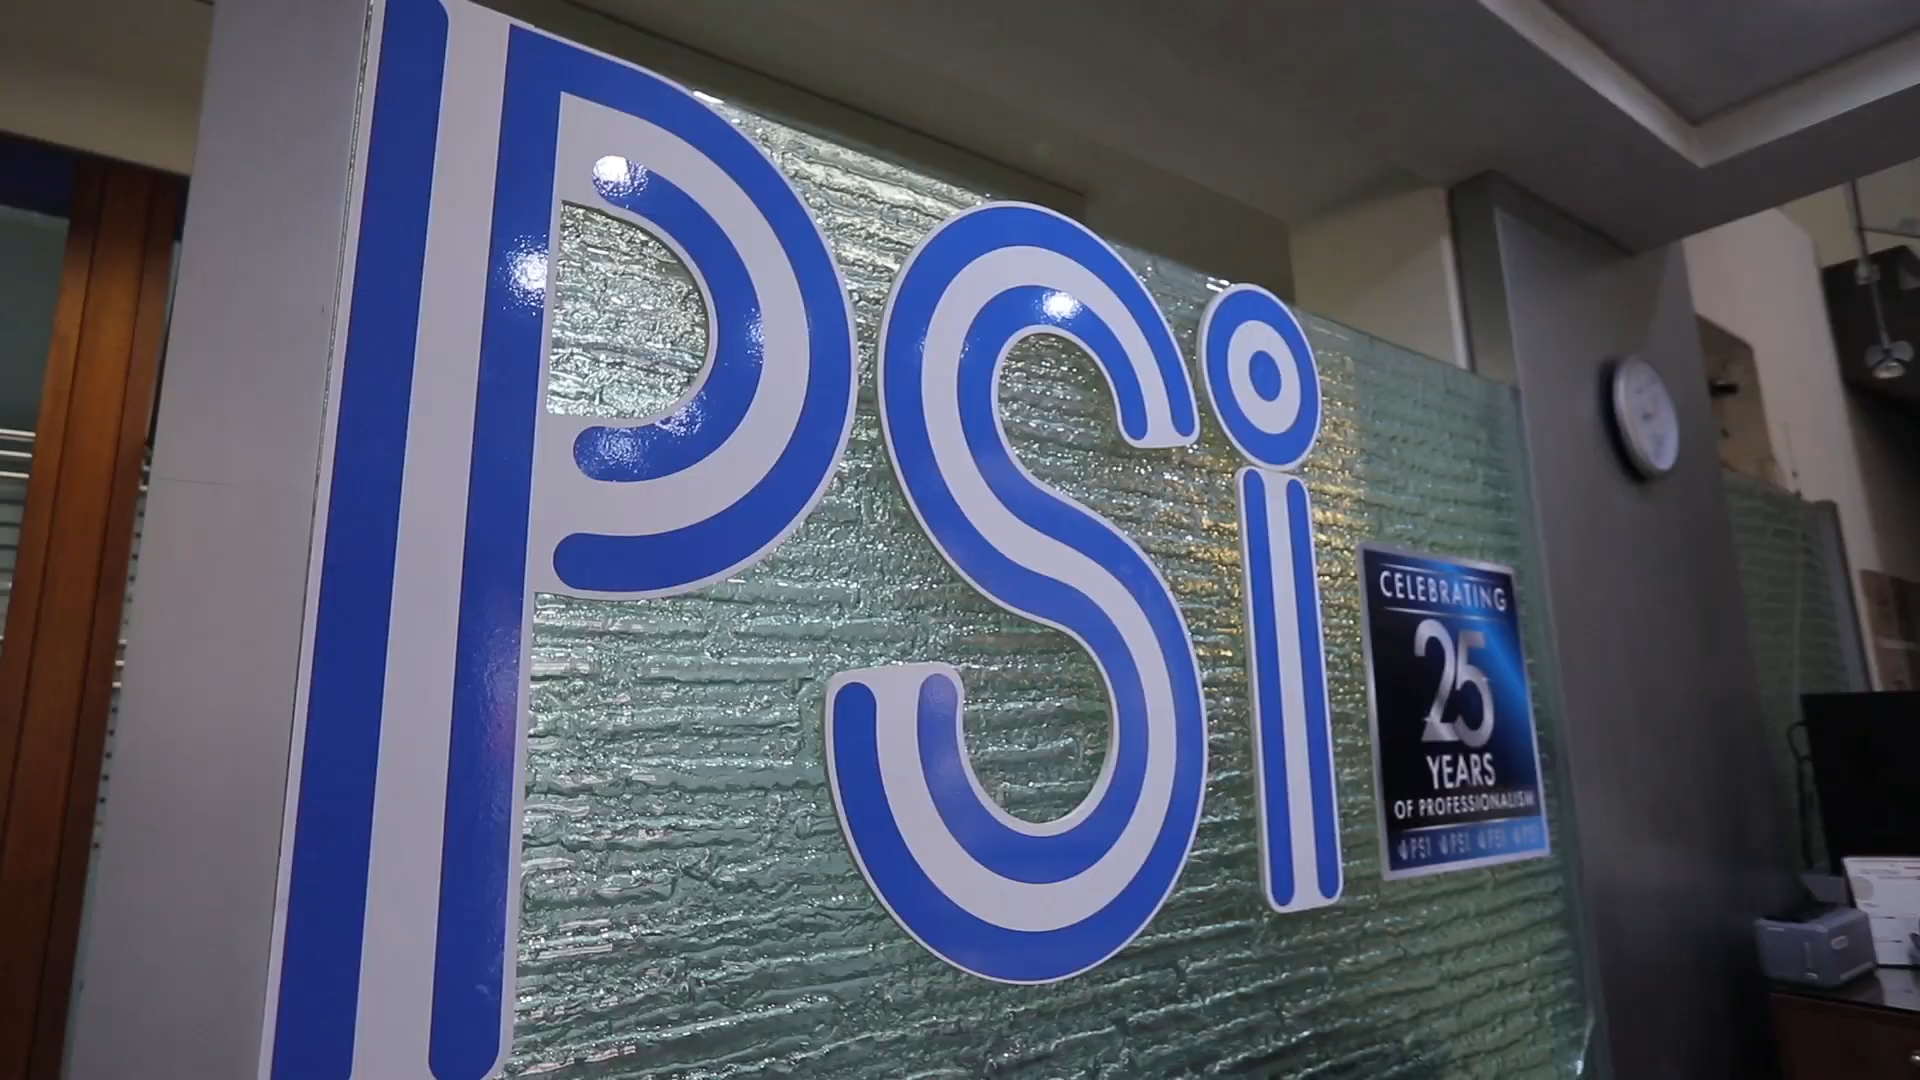 PSi
CELEBRATING
25
YEARS
OF PROFESSIONALISM
PSI PSI PSI PSI